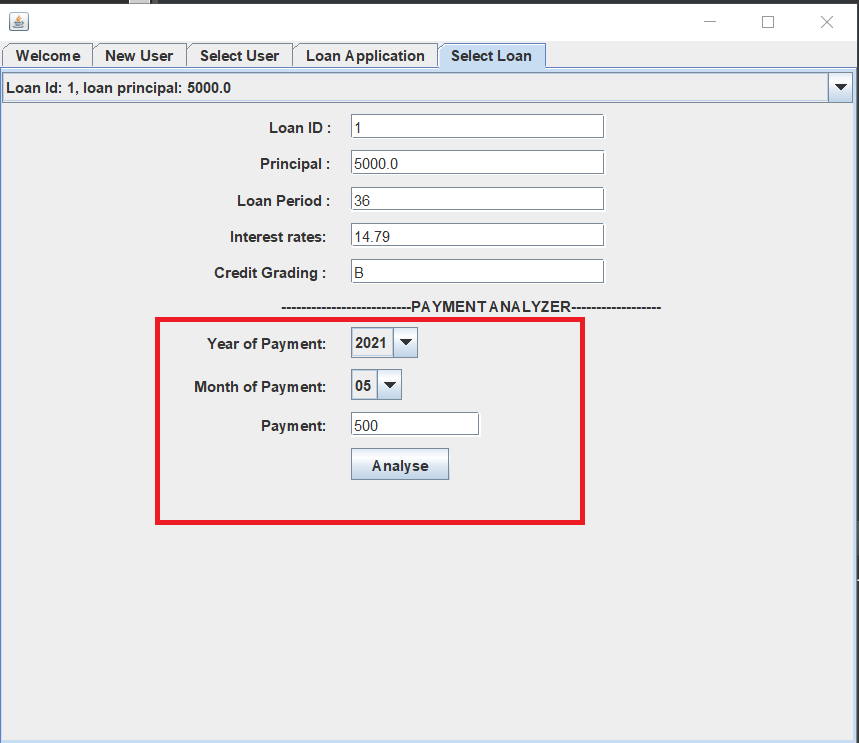 Welcome New User Select User Loan Application Select Loan
Loan Id: 1, loan principal: 5000.0
Loan ID : 1
Principal : 5000.0
Loan Period : 36
Interest rates: 14.79
Credit Grading : B
--------------------------PAYMENT ANALYZER------------------
Year of Payment: 2021
Month of Payment: 05
Payment: 500
Analyse